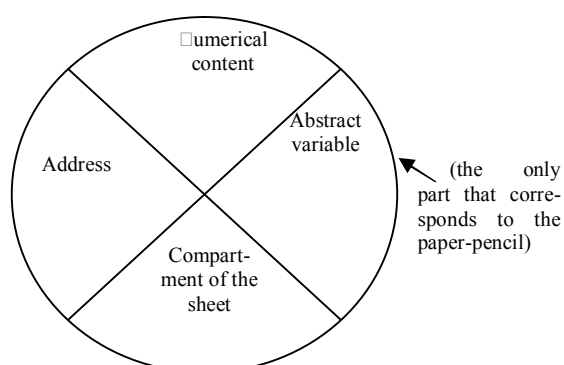 □umerical
content
Abstract
variable
Address
(the only
part that corre-
sponds to the
paper-pencil)
Compart-
ment of the
sheet